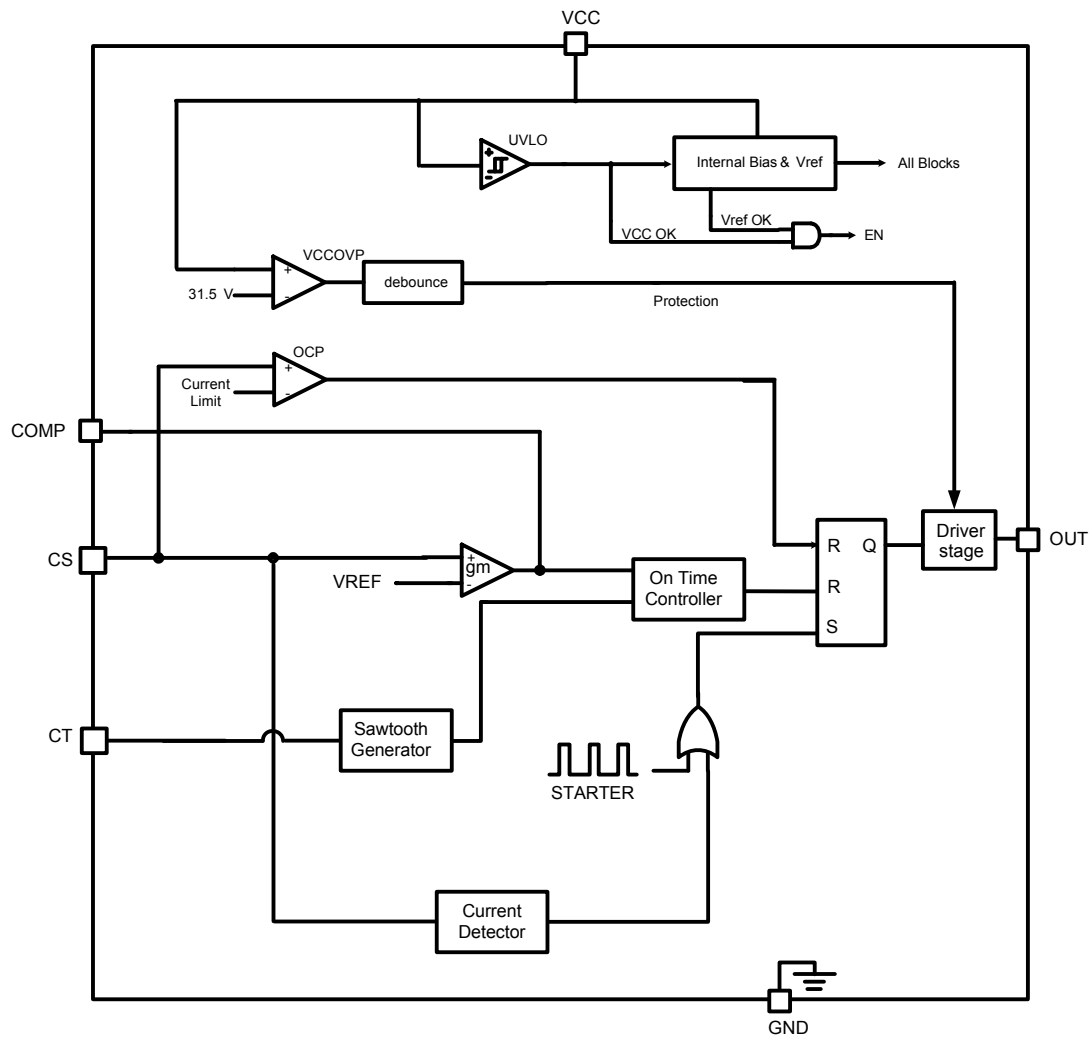 VCC
UVLO
+
-
Internal Bias & Vref
All Blocks
Vref OK
VCC OK
EN
VCCOVP
+
-
31.5 V
debounce
Protection
OCP
+
-
Current
Limit
COMP
CS
+
gm
-
VREF
On Time
Controller
R
Q
R
S
Driver
stage
OUT
CT
Sawtooth
Generator
STARTER
Current
Detector
GND